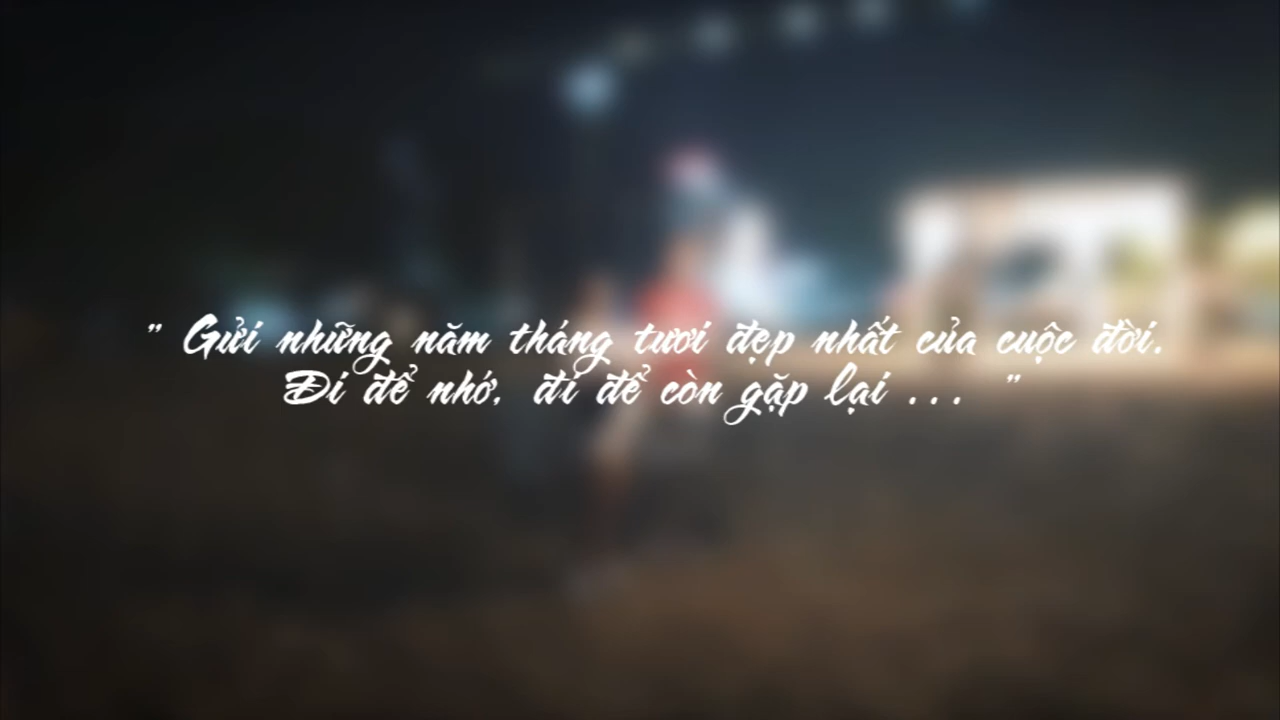 " Gửi những năm tháng tươi đẹp nhất của cuộc đời.
Đi để nhớ, đi để còn gặp lại ... "